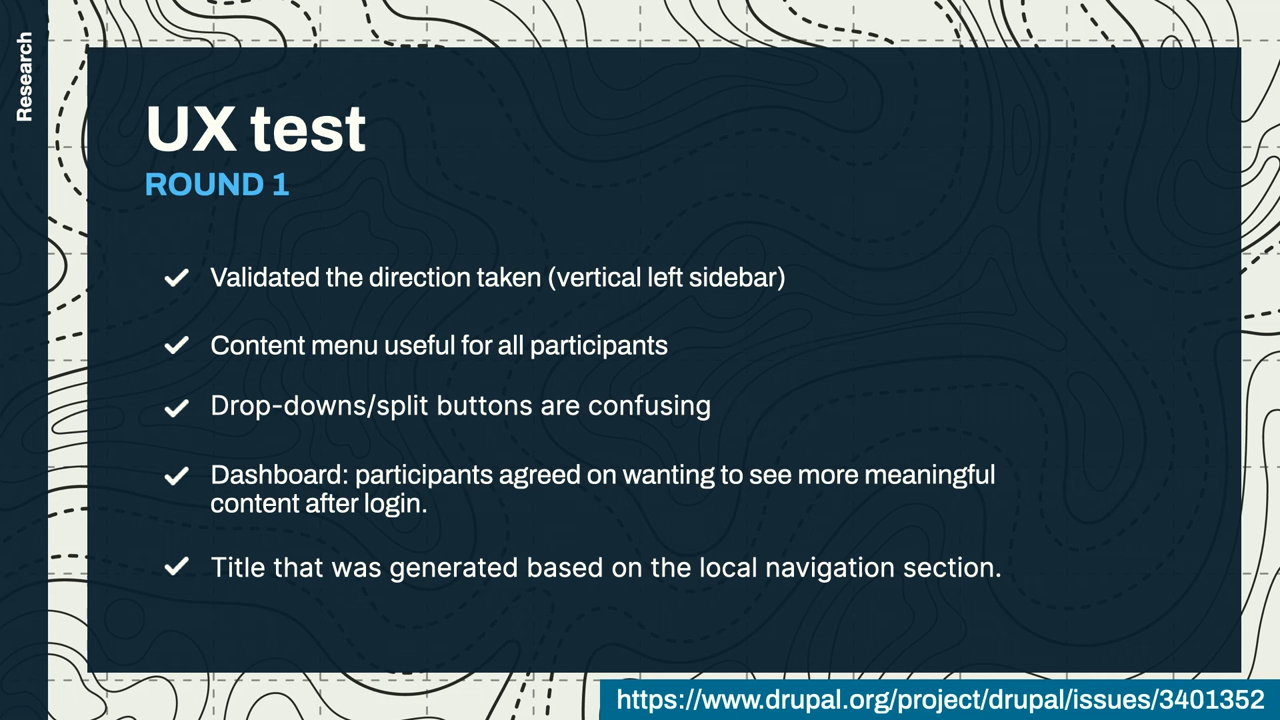 Research
UX test
ROUND 1
Validated the direction taken (vertical left sidebar)
Content menu useful for all participants
Drop-downs/split buttons are confusing
Dashboard: participants agreed on wanting to see more meaningful
content after login.
Title that was generated based on the local navigation section.
https://www.drupal.org/project/drupal/issues/3401352